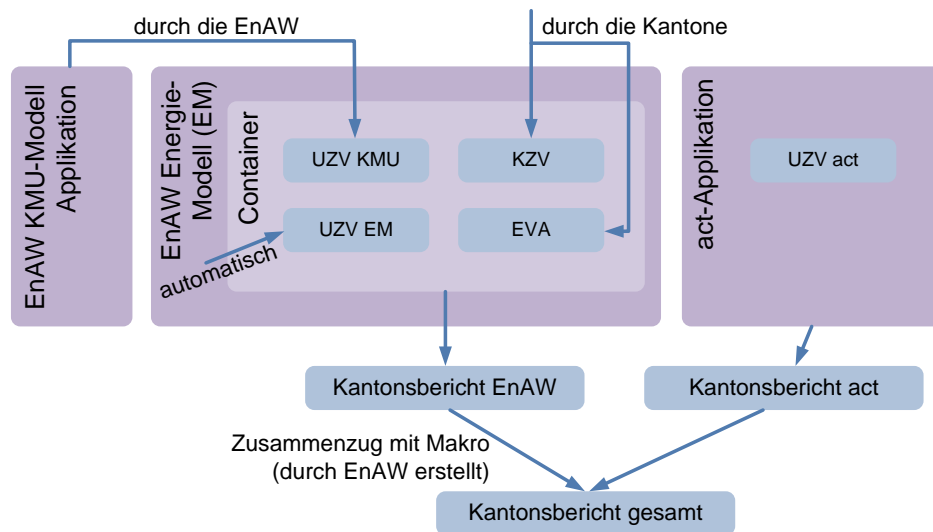 durch die EnAW
durch die Kantone
EnAW KMU-Modell
Applikation
EnAW Energie-
Modell (EM)
Container
UZV KMU
KZV
UZV EM
EVA
automatisch
act-Applikation
UZV act
Kantonsbericht EnAW
Kantonsbericht act
Zusammenzug mit Makro
(durch EnAW erstellt)
Kantonsbericht gesamt